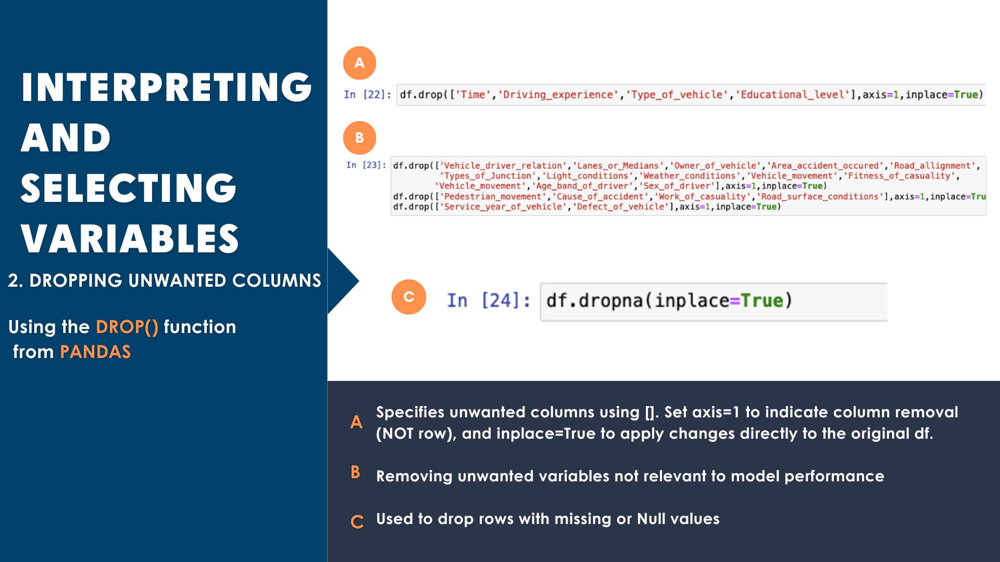 INTERPRETING
AND
SELECTING
VARIABLES
2. DROPPING UNWANTED COLUMNS
Using the DROP() function
from PANDAS
A
In [22]: df.drop(['Time','Driving_experience','Type_of_vehicle','Educational_level'],axis=1,inplace=True)
B
In [23]: df.drop(['Vehicle_driver_relation','Lanes_or_Medians','Owner_of_vehicle','Area_accident_occured','Road_allignment',
'Types_of_Junction','Light_conditions','Weather_conditions','Vehicle_movement','Fitness_of_casuality',
'Vehicle_movement','Age_band_of_driver','Sex_of_driver'],axis=1,inplace=True)
df.drop(['Pedestrian_movement','Cause_of_accident','Work_of_casuality','Road_surface_conditions'],axis=1,inplace=Tru
df.drop(['Service_year_of_vehicle','Defect_of_vehicle'],axis=1,inplace=True)
C
In [24]: df.dropna(inplace=True)
A
Specifies unwanted columns using []. Set axis=1 to indicate column removal
(NOT row), and inplace=True to apply changes directly to the original df.
B
Removing unwanted variables not relevant to model performance
C
Used to drop rows with missing or Null values